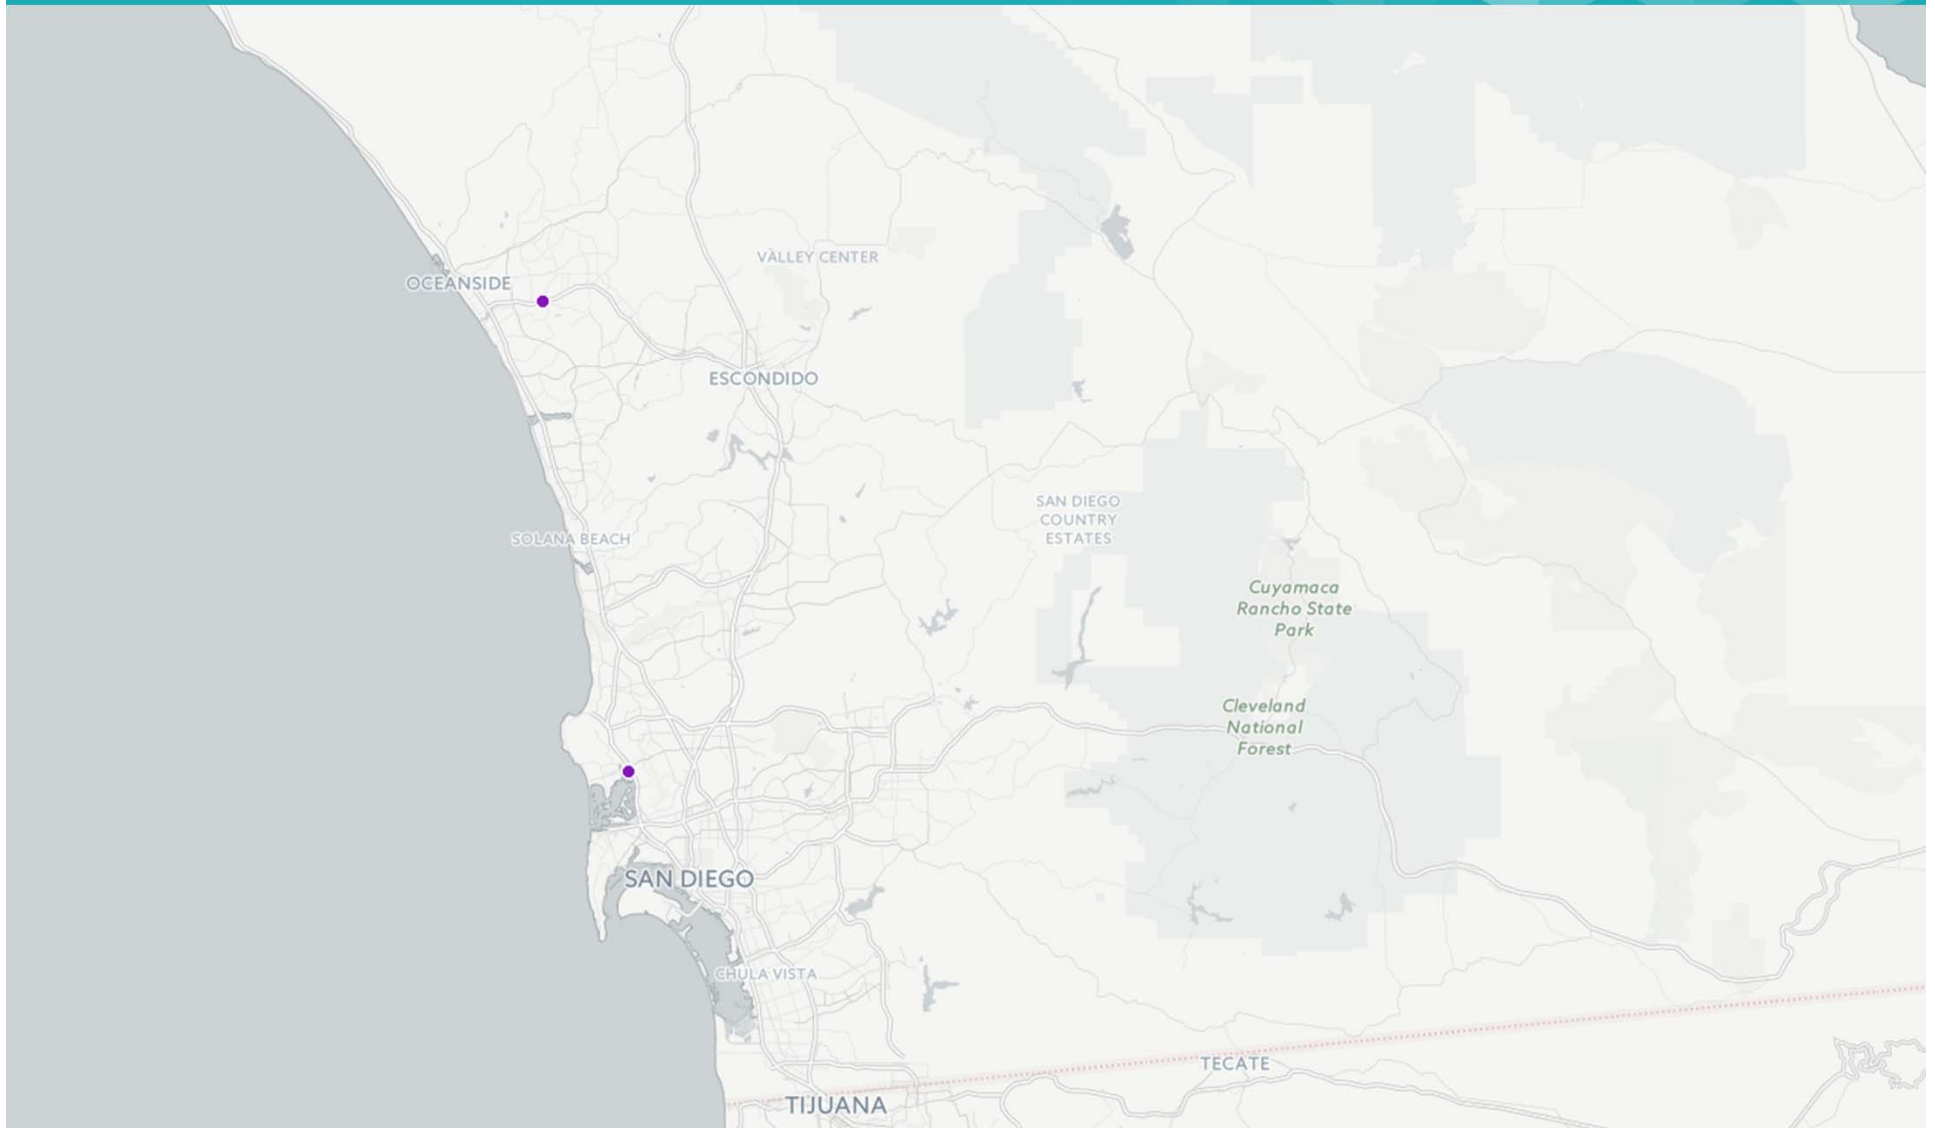 VALLEY CENTER
OCEANSIDE
ESCONDIDO
SAN DIEGO
COUNTRY
ESTATES
SOLANA BEACH
Cuyamaca
Rancho State
Park
Cleveland
National
Forest
SAN DIEGO
CHULA VISTA
TECATE
TIJUANA